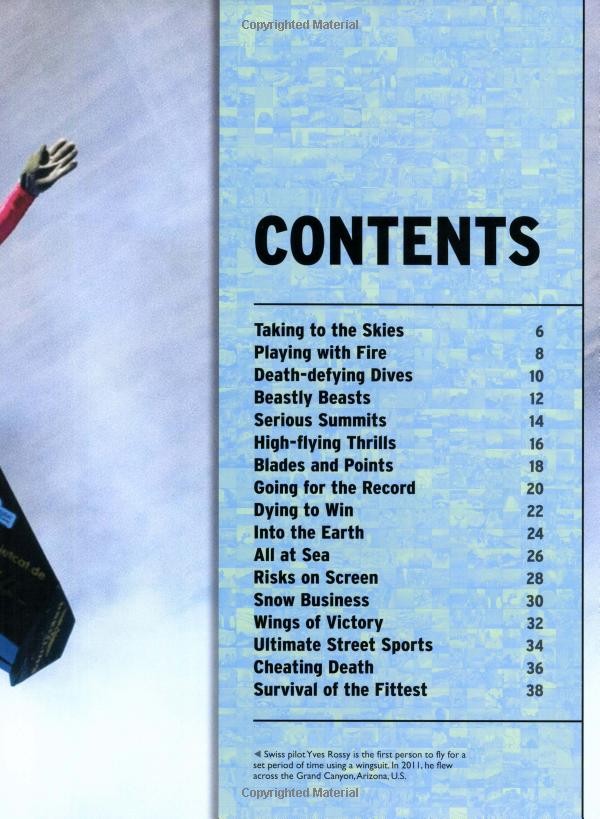 Copyrighted Material
CONTENTS
Taking to the Skies 6
Playing with Fire 8
Death-defying Dives 10
Beastly Beasts 12
Serious Summits 14
High-flying Thrills 16
Blades and Points 18
Going for the Record 20
Dying to Win 22
Into the Earth 24
All at Sea 26
Risks on Screen 28
Snow Business 30
Wings of Victory 32
Ultimate Street Sports 34
Cheating Death 36
Survival of the Fittest 38
jetcat.de
◄ Swiss pilot Yves Rossy is the first person to fly for a
set period of time using a wingsuit. In 2011, he flew
across the Grand Canyon, Arizona, U.S.
Copyrighted Material